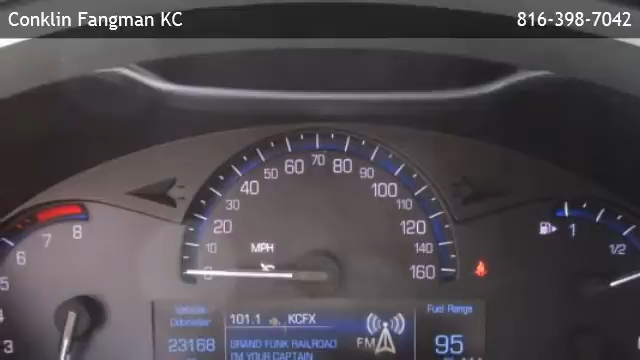 Conklin Fangman KC
816-398-7042
0 10 20 30 40 50 60 70 80 90 100 110 120 140 160
MPH
3 5 6 7 8
1 1/2
Vehicle
Odometer
23168
101.1 KCFX
GRAND FUNK RAILROAD
I'M YOUR CAPTAIN
FM
Fuel Range
95